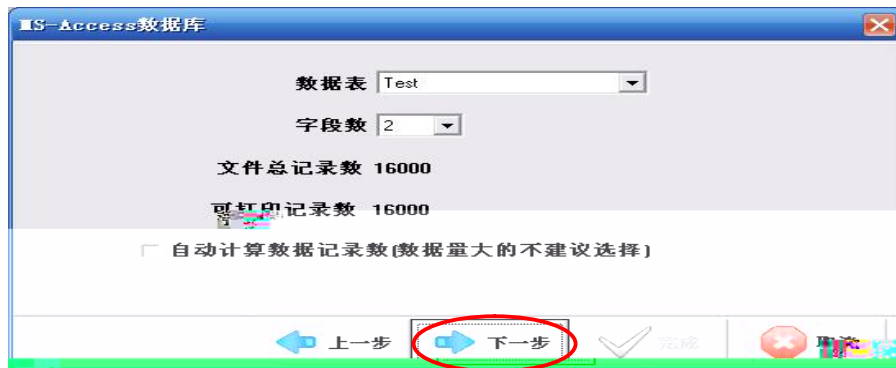 MS-Access数据库
数据表 Test
字段数 2
文件总记录数 16000
可打印记录数 16000
自动计算数据记录数(数据量大的不建议选择)
上一步 下一步 完成 取消